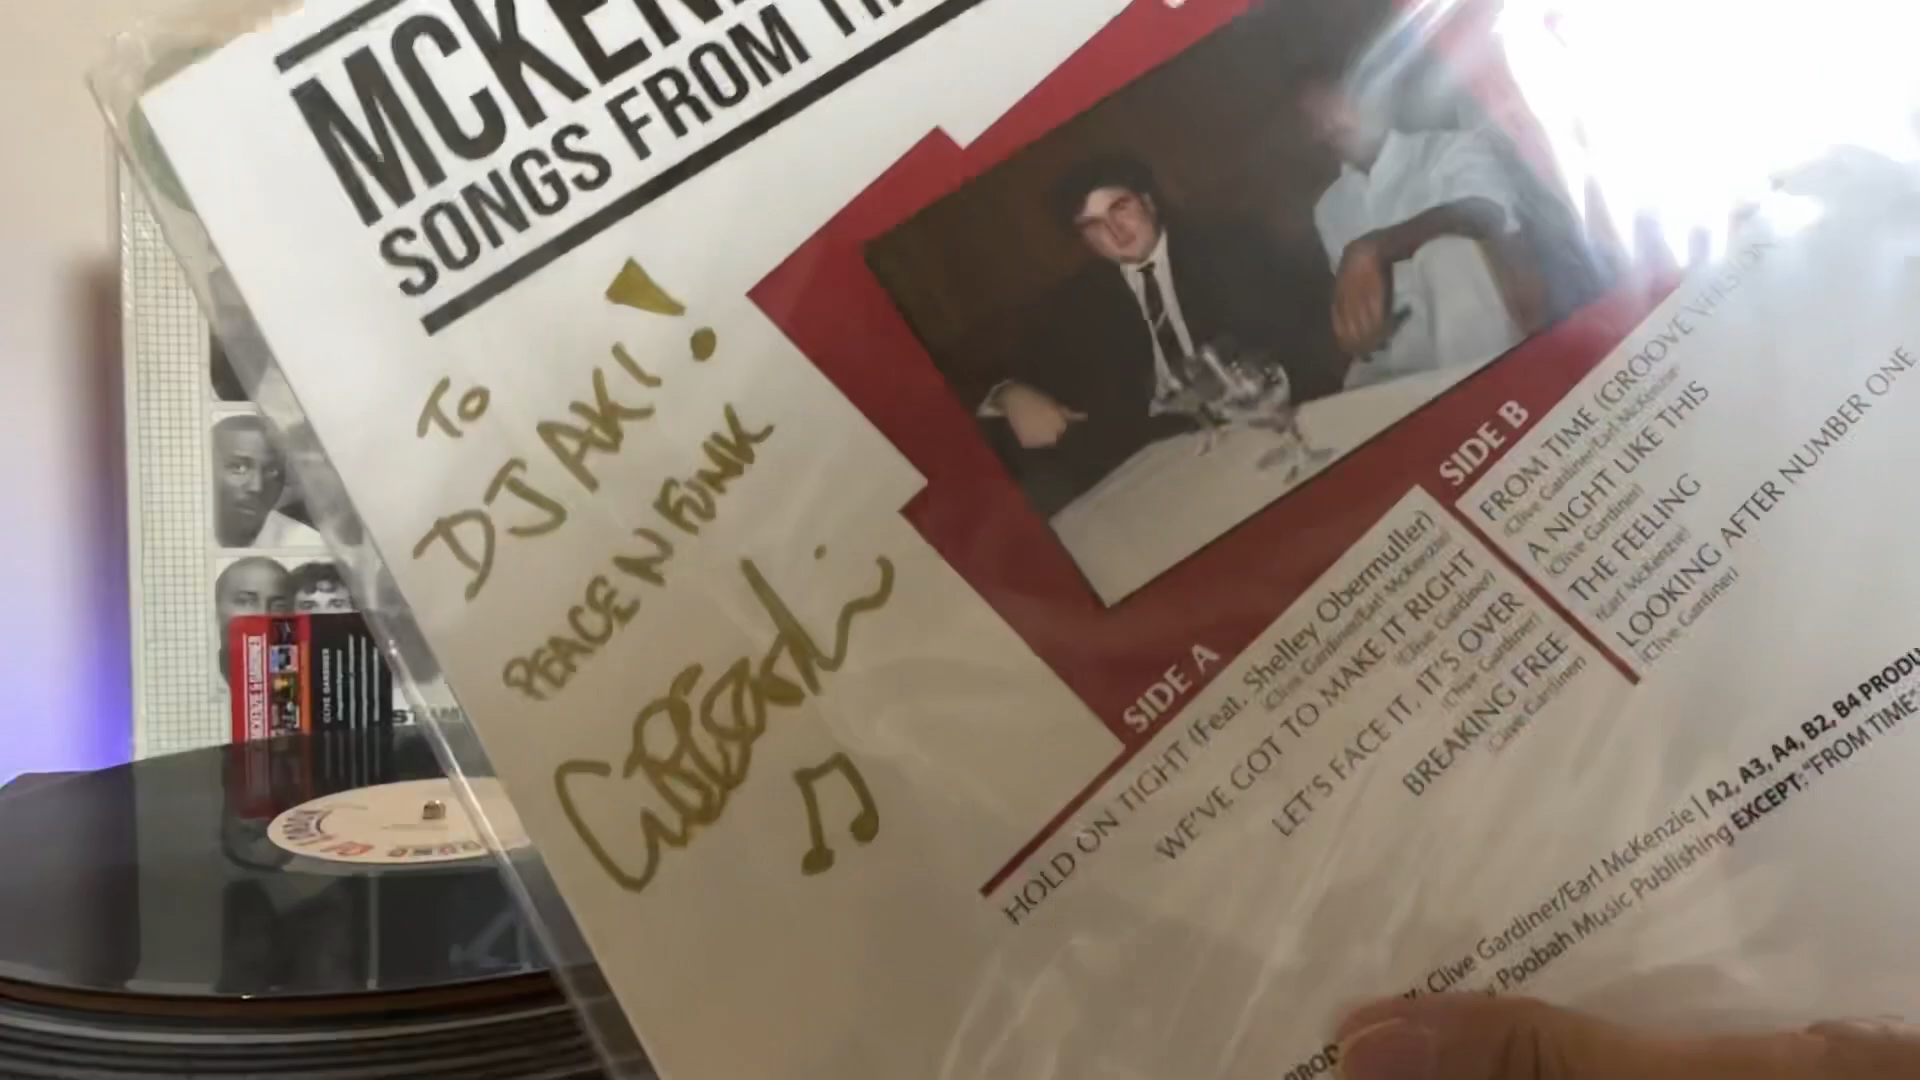 SONGS FROM
To
DJ AKI!
PEACE N FUNK
SIDE A
HOLD ON TIGHT (Feat. Shelley Obermuller)
(Clive Gardiner/Earl McKenzie)
WE'VE GOT TO MAKE IT RIGHT
(Clive Gardiner)
LET'S FACE IT, IT'S OVER
(Clive Gardiner)
BREAKING FREE
(Clive Gardiner)
SIDE B
FROM TIME (GROOVE VERSION)
(Clive Gardiner/Earl McKenzie)
A NIGHT LIKE THIS
(Clive Gardiner)
THE FEELING
(Earl McKenzie)
LOOKING AFTER NUMBER ONE
(Clive Gardiner)
Clive Gardiner/Earl McKenzie | A2, A3, A4, B2, B4
Poobah Music Publishing EXCEPT: "FROM TIME"
MCKENZIE & GARDINER
CLIVE GARDINER